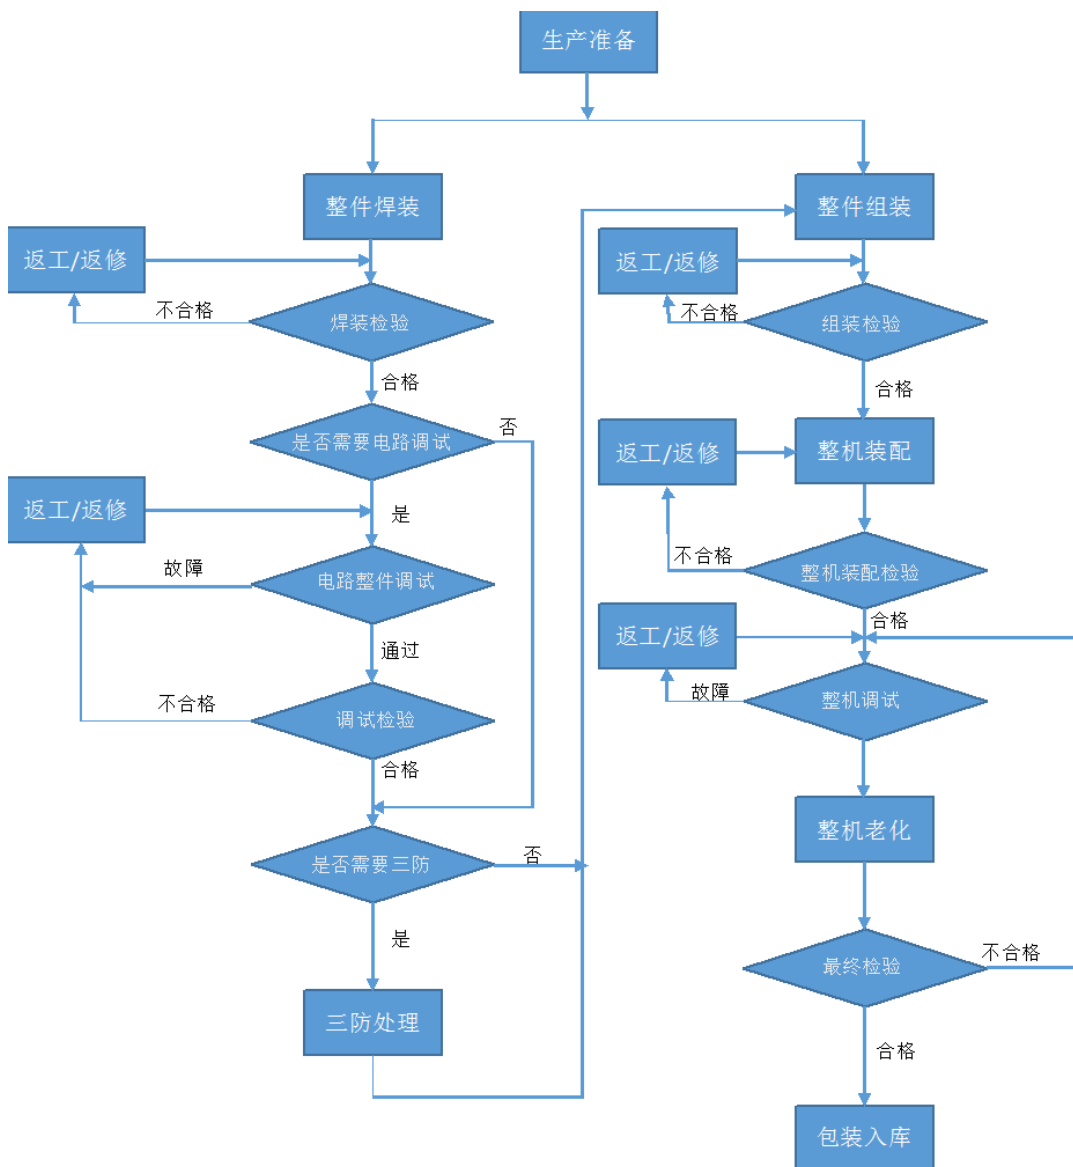 生产准备
整件焊装
返工/返修
不合格
焊装检验
合格
是否需要电路调试
否
返工/返修
是
故障
电路整件调试
通过
不合格
调试检验
合格
是否需要三防
否
是
三防处理
整件组装
返工/返修
不合格
组装检验
合格
返工/返修
整机装配
不合格
整机装配检验
合格
返工/返修
故障
整机调试
整机老化
不合格
最终检验
合格
包装入库